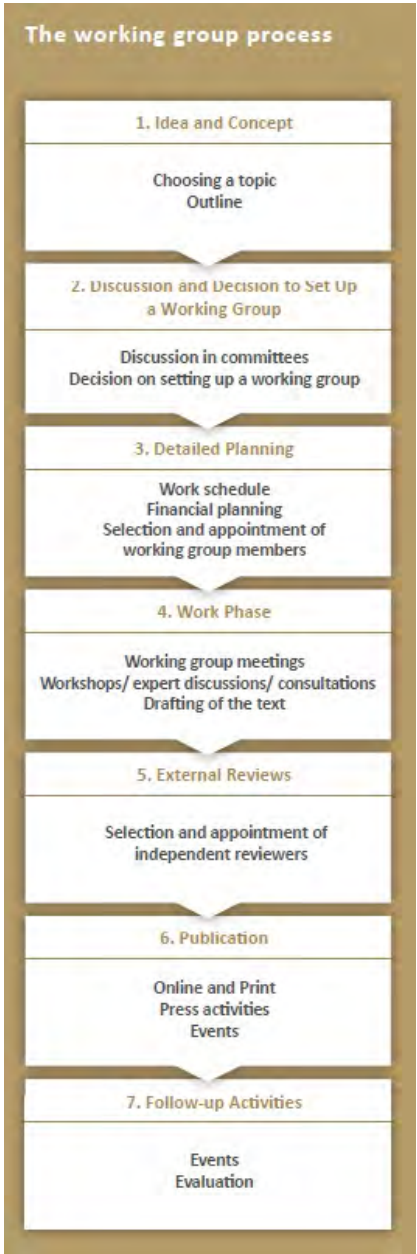 The working group process
1. Idea and Concept
Choosing a topic
Outline
2. Discussion and Decision to Set Up
a Working Group
Discussion in committees
Decision on setting up a working group
3. Detailed Planning
Work schedule
Financial planning
Selection and appointment of
working group members
4. Work Phase
Working group meetings
Workshops/ expert discussions/ consultations
Drafting of the text
5. External Reviews
Selection and appointment of
independent reviewers
6. Publication
Online and Print
Press activities
Events
7. Follow-up Activities
Events
Evaluation